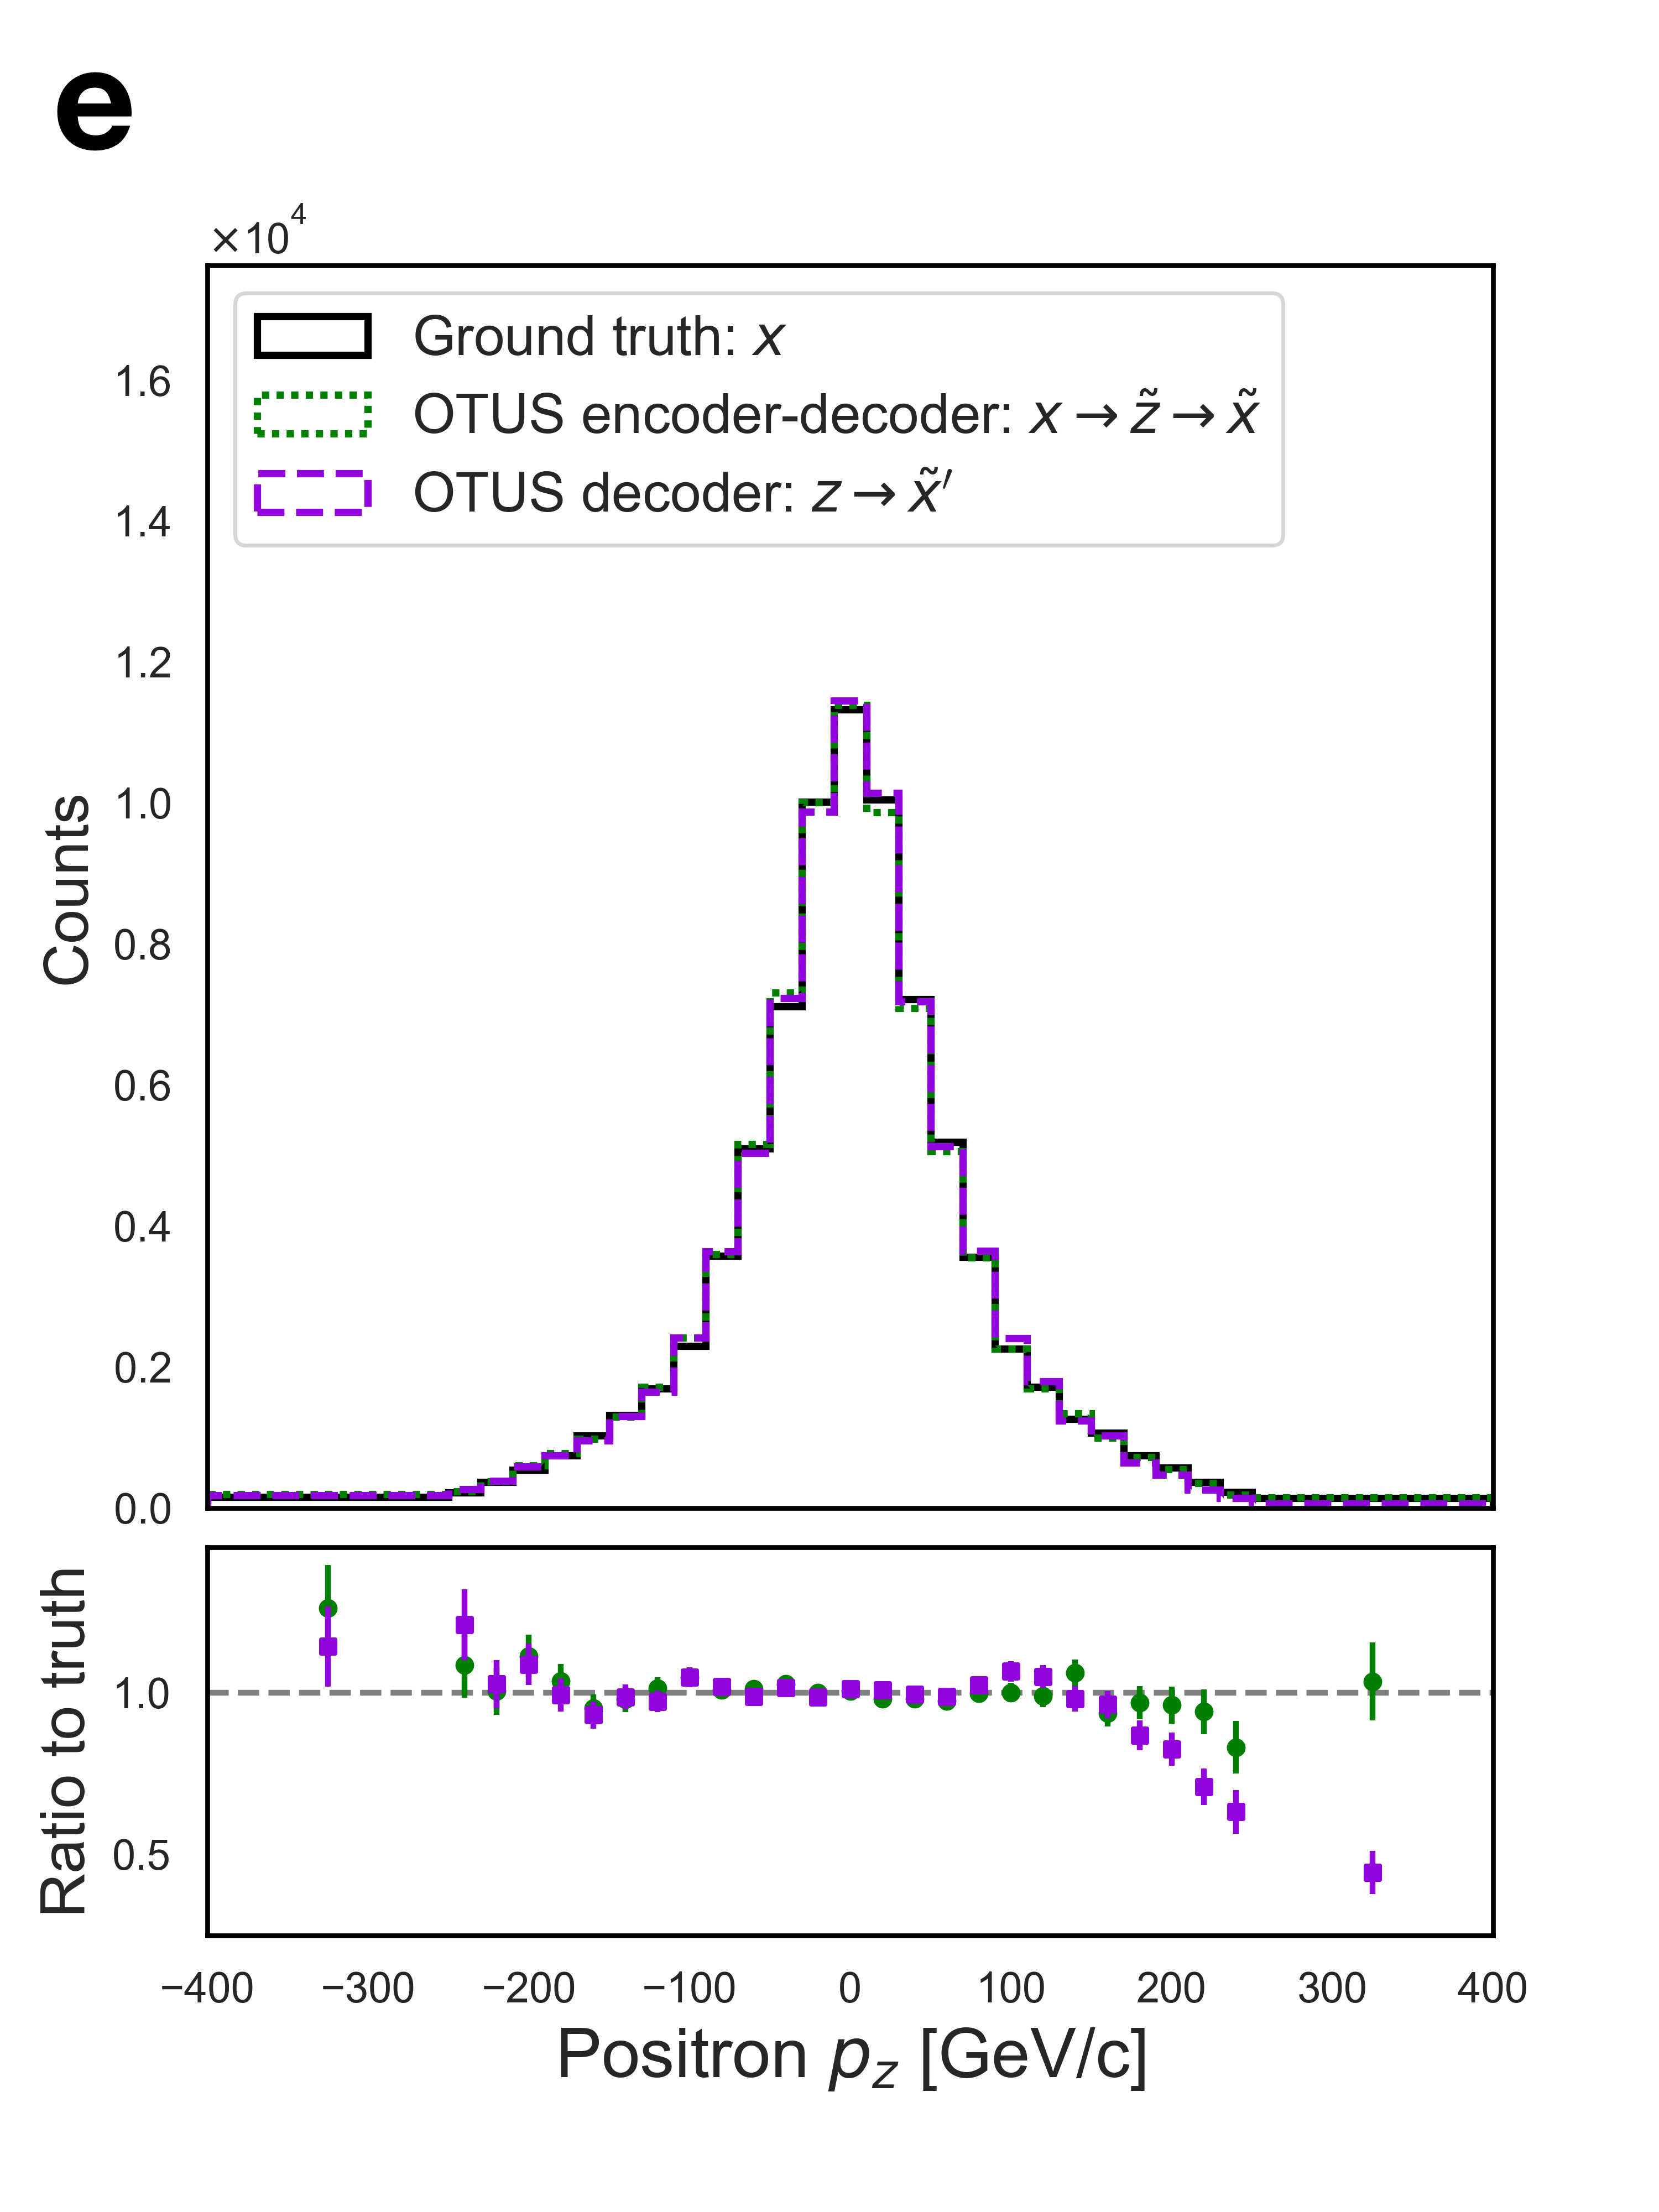 e
×10⁴
Ground truth: x
OTUS encoder-decoder: x → z̃ → x̃
OTUS decoder: z → x̃′
1.6
1.4
1.2
1.0
0.8
0.6
0.4
0.2
0.0
Counts
1.0
0.5
Ratio to truth
−400 −300 −200 −100 0 100 200 300 400
Positron p_z [GeV/c]